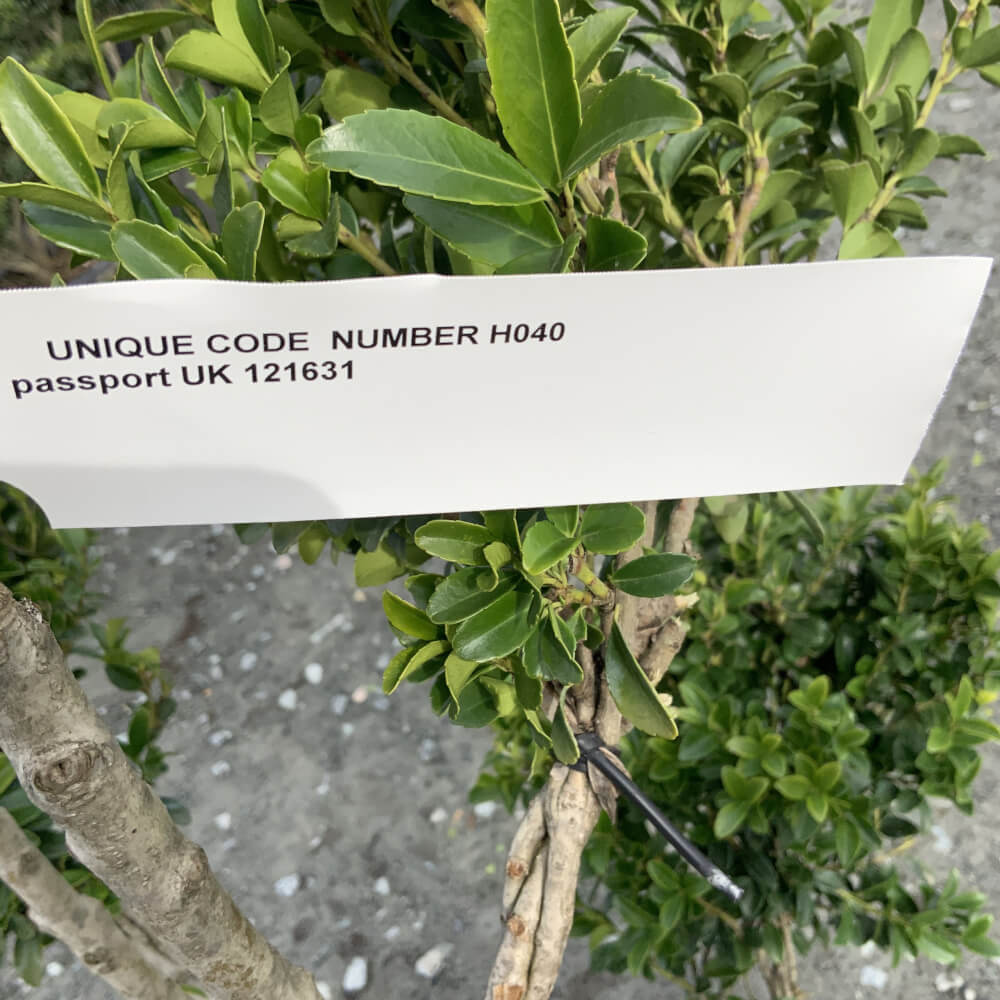 UNIQUE CODE NUMBER H040
passport UK 121631